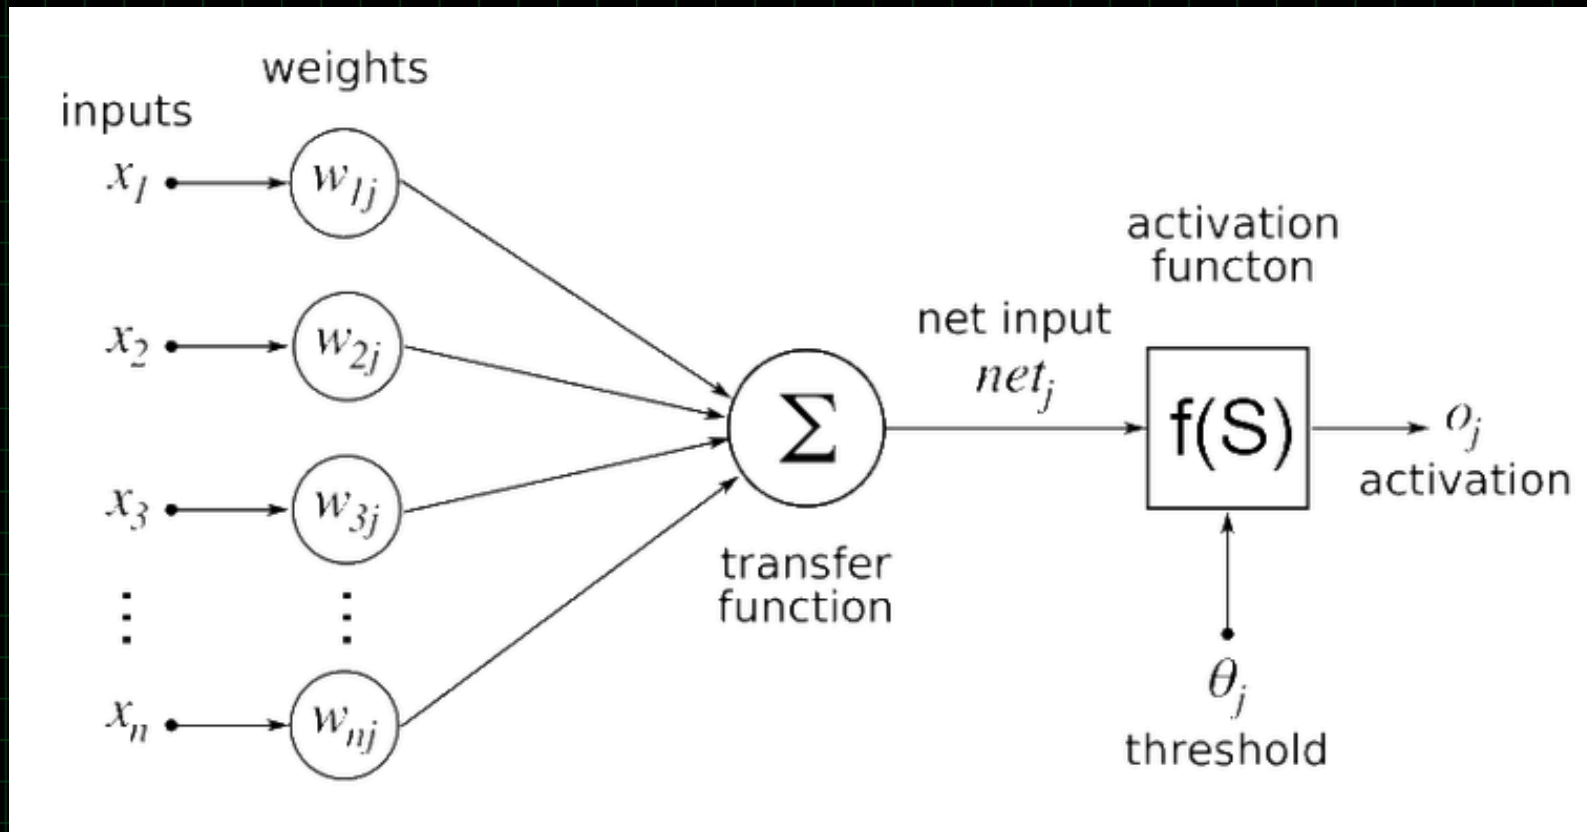 weights
inputs
x1
w1j
x2
w2j
x3
w3j
xn
wnj
Σ
transfer
function
net input
netj
activation
functon
f(S)
oj
activation
θj
threshold